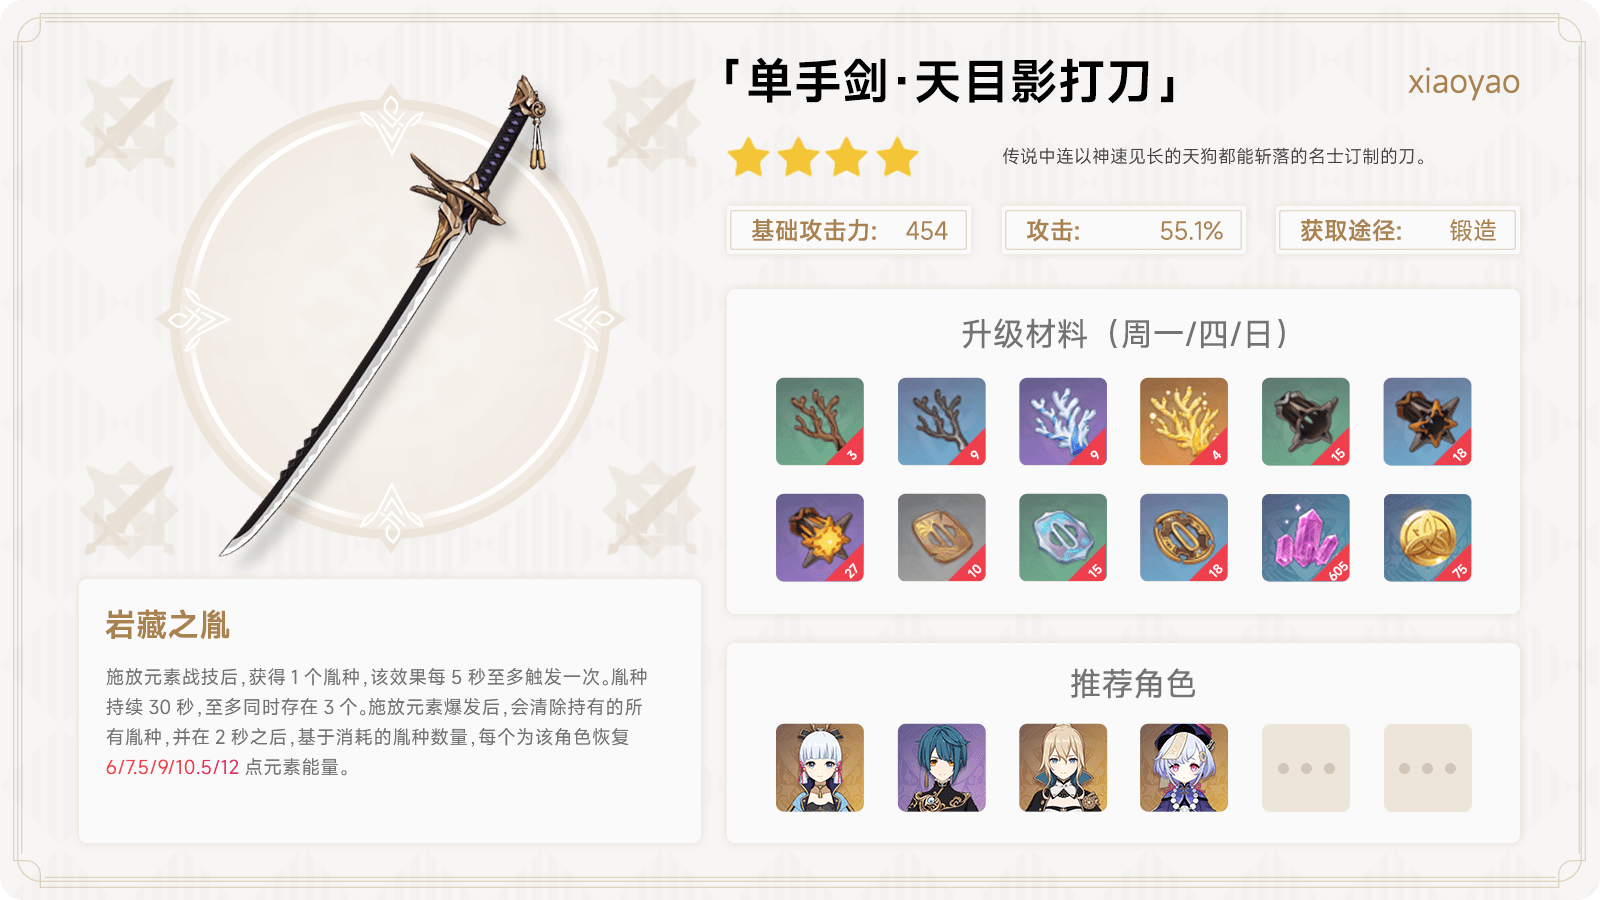 「单手剑·天目影打刀」
xiaoyao
传说中连以神速见长的天狗都能斩落的名士订制的刀。
基础攻击力: 454
攻击: 55.1%
获取途径: 锻造
升级材料（周一/四/日）
3 9 9 4 15 18
27 10 15 18 605 75
岩藏之胤
施放元素战技后,获得 1 个胤种,该效果每 5 秒至多触发一次。胤种
持续 30 秒,至多同时存在 3 个。施放元素爆发后,会清除持有的所
有胤种,并在 2 秒之后,基于消耗的胤种数量,每个为该角色恢复
6/7.5/9/10.5/12 点元素能量。
推荐角色